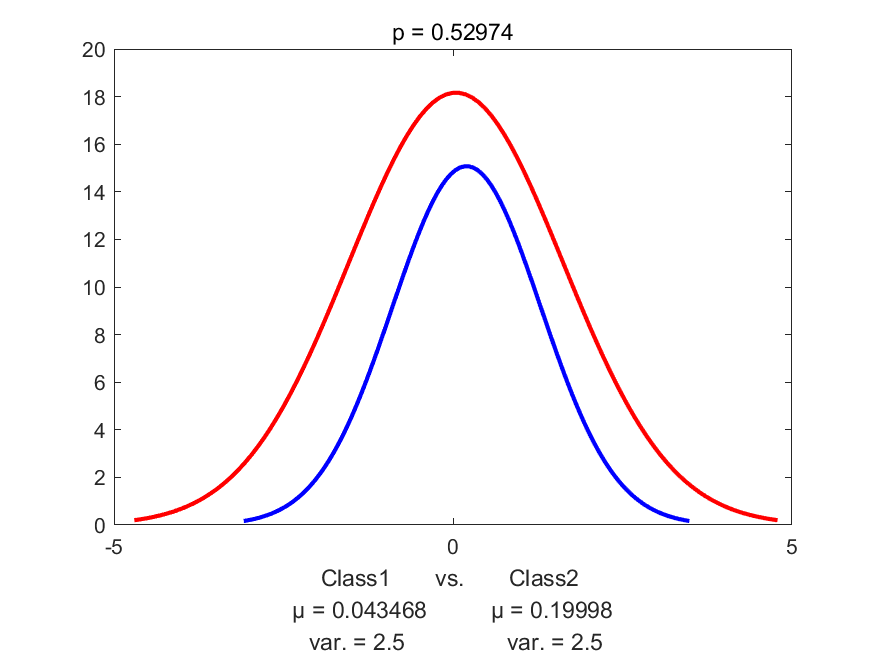 p = 0.52974
20
18
16
14
12
10
8
6
4
2
0
-5 0 5
Class1 vs. Class2
μ = 0.043468 μ = 0.19998
var. = 2.5 var. = 2.5